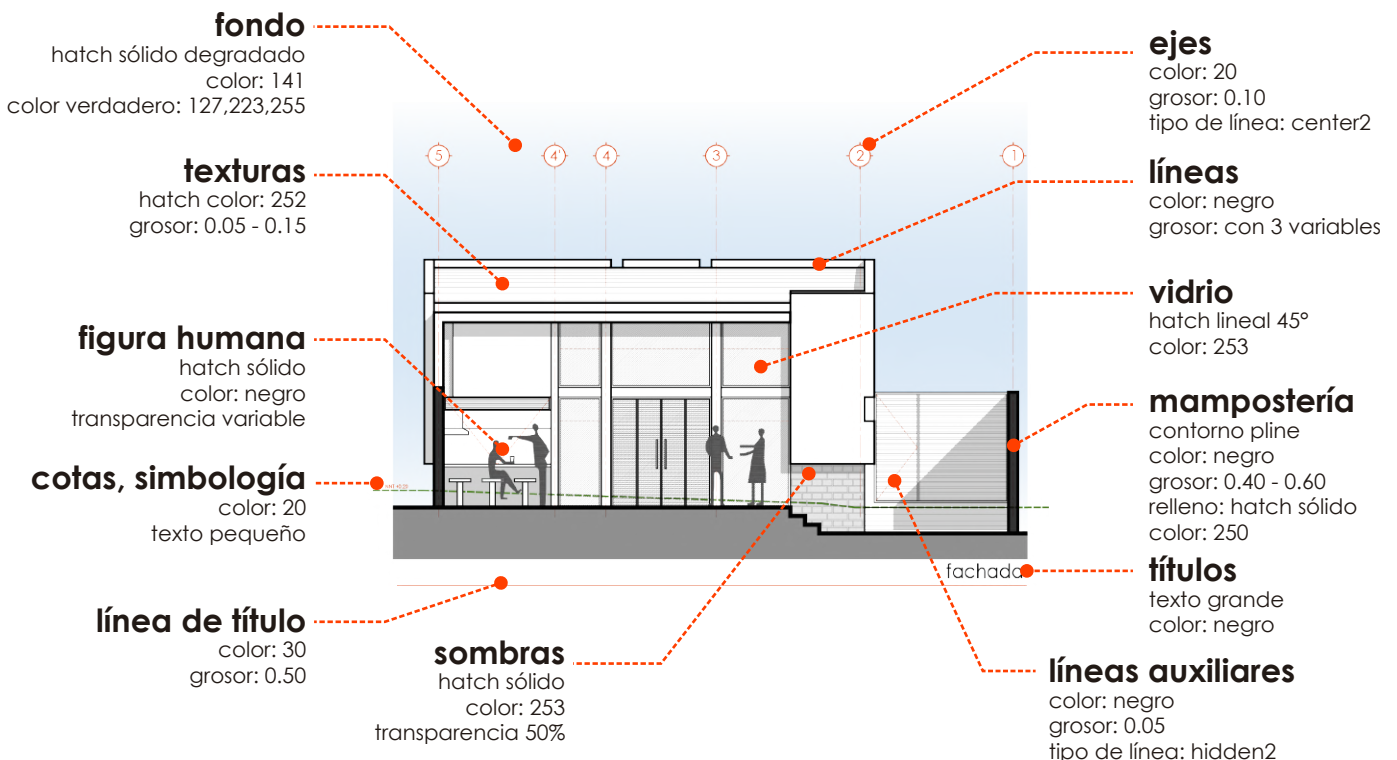 fondo
hatch sólido degradado
color: 141
color verdadero: 127,223,255
ejes
color: 20
grosor: 0.10
tipo de línea: center2
5
4'
4
3
2
1
texturas
hatch color: 252
grosor: 0.05 - 0.15
líneas
color: negro
grosor: con 3 variables
vidrio
hatch lineal 45°
color: 253
figura humana
hatch sólido
color: negro
transparencia variable
mampostería
contorno pline
color: negro
grosor: 0.40 - 0.60
relleno: hatch sólido
color: 250
cotas, simbología
color: 20
texto pequeño
fachada
títulos
texto grande
color: negro
línea de título
color: 30
grosor: 0.50
sombras
hatch sólido
color: 253
transparencia 50%
líneas auxiliares
color: negro
grosor: 0.05
tipo de línea: hidden2